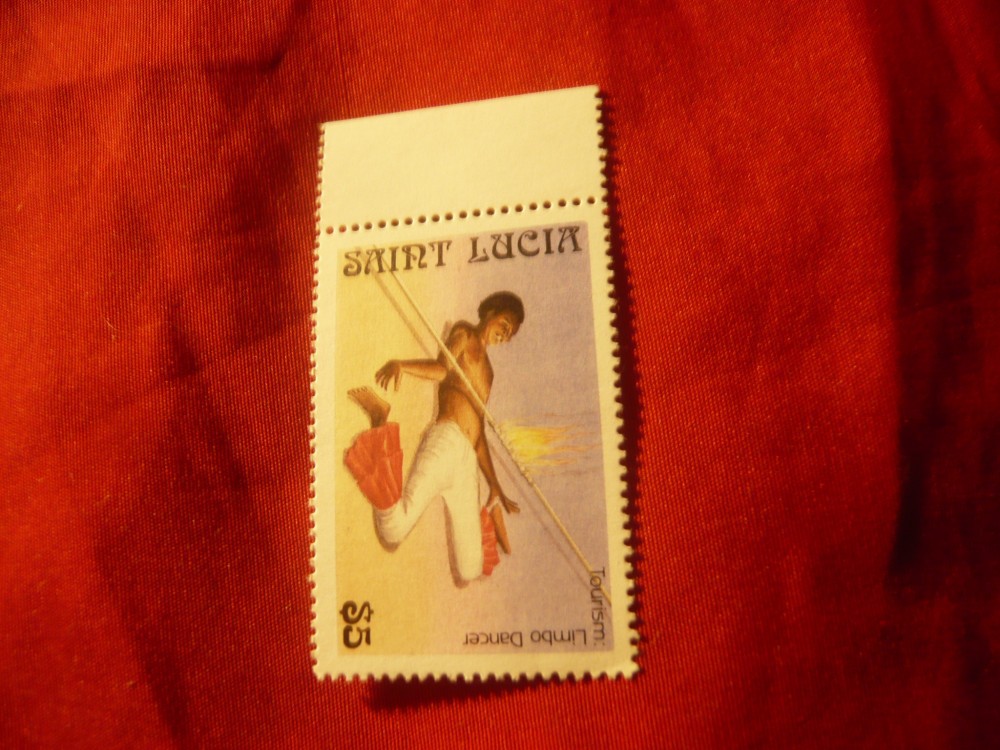 SAINT LUCIA
$5
Tourism:
Limbo Dancer